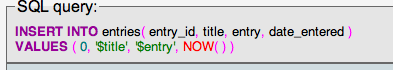 SQL query:
INSERT INTO entries( entry_id, title, entry, date_entered )
VALUES ( 0, '$title', '$entry', NOW( ) )